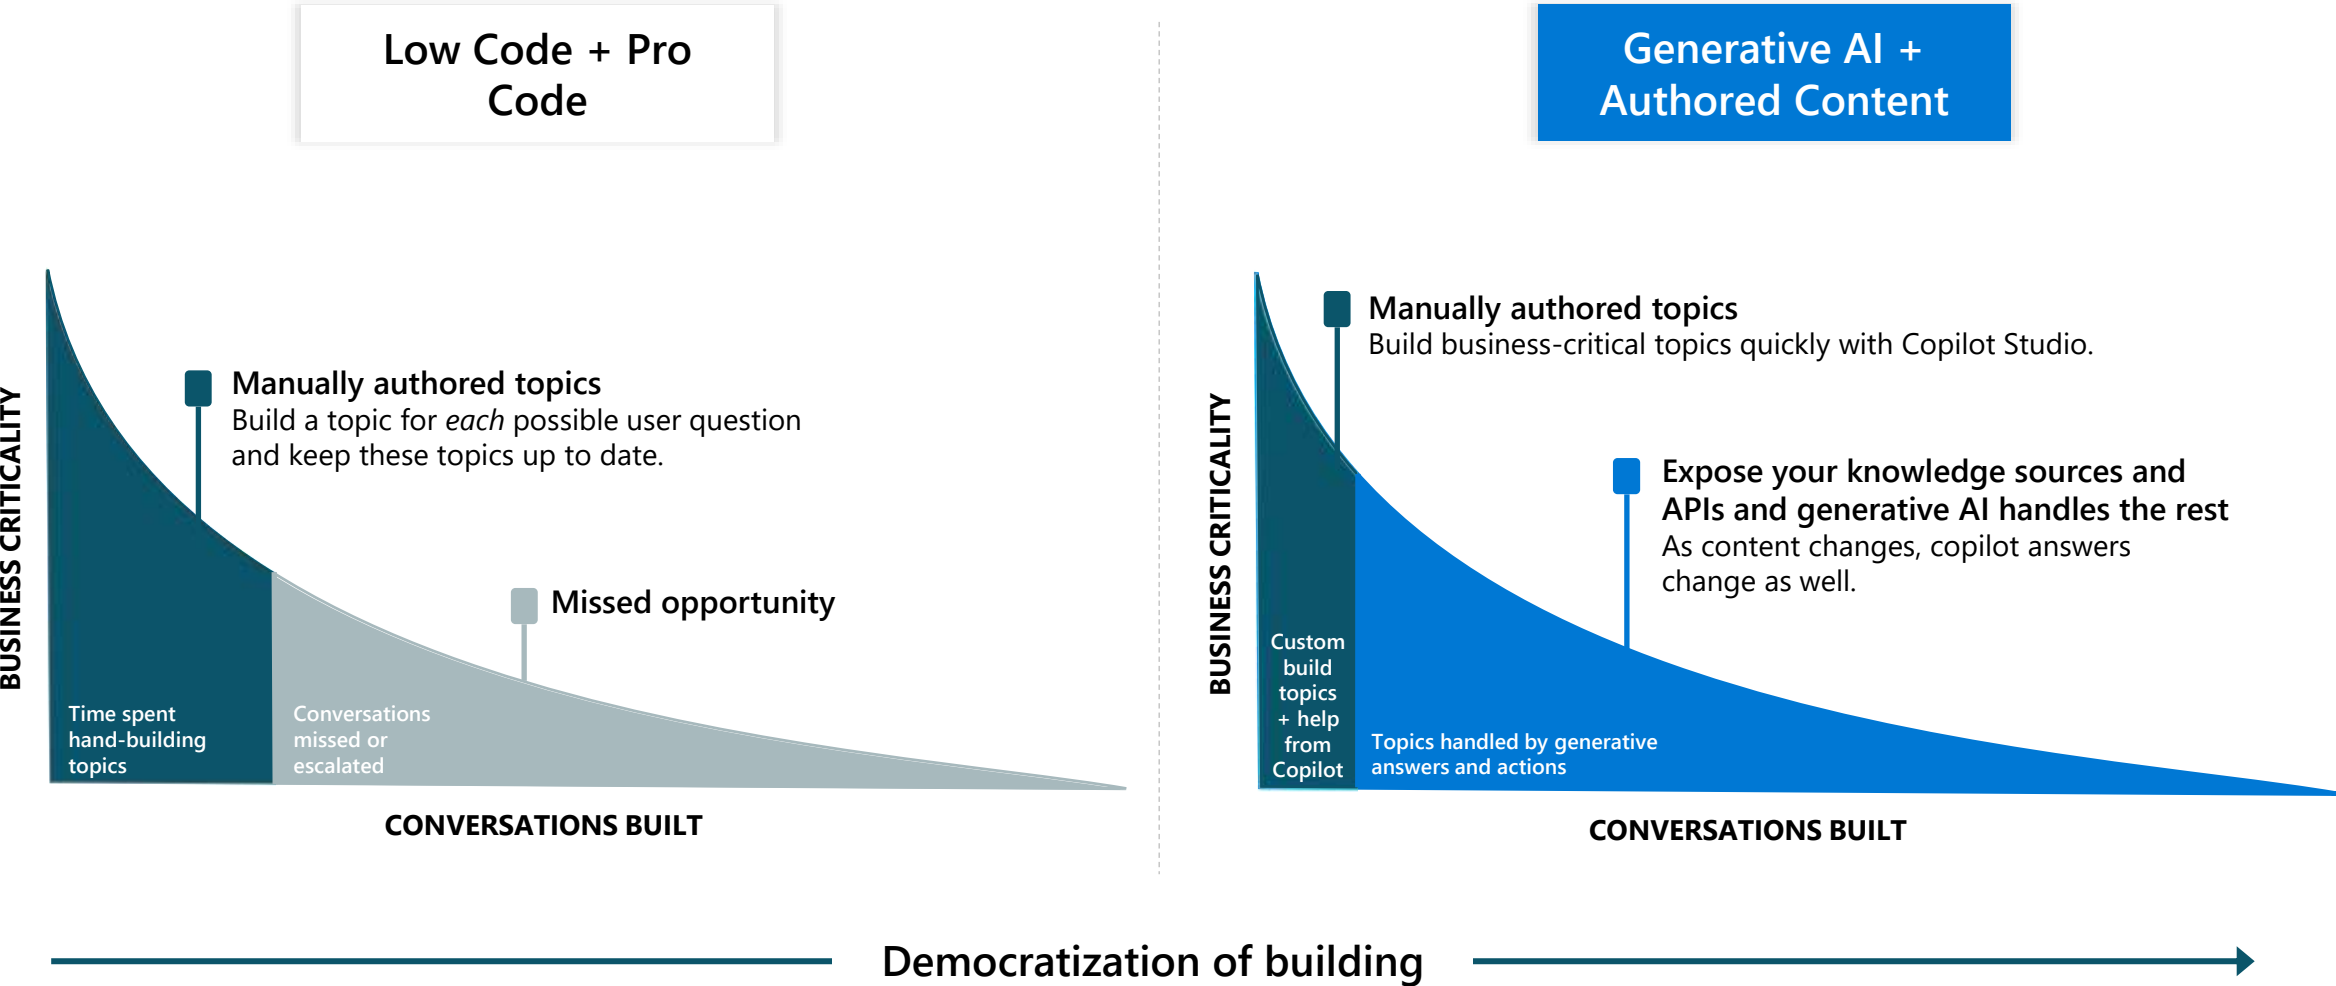 Low Code + Pro
Code
BUSINESS CRITICALITY
Manually authored topics
Build a topic for each possible user question
and keep these topics up to date.
Missed opportunity
Time spent
hand-building
topics
Conversations
missed or
escalated
CONVERSATIONS BUILT
Generative AI +
Authored Content
BUSINESS CRITICALITY
Manually authored topics
Build business-critical topics quickly with Copilot Studio.
Expose your knowledge sources and
APIs and generative AI handles the rest
As content changes, copilot answers
change as well.
Custom
build
topics
+ help
from
Copilot
Topics handled by generative
answers and actions
CONVERSATIONS BUILT
Democratization of building